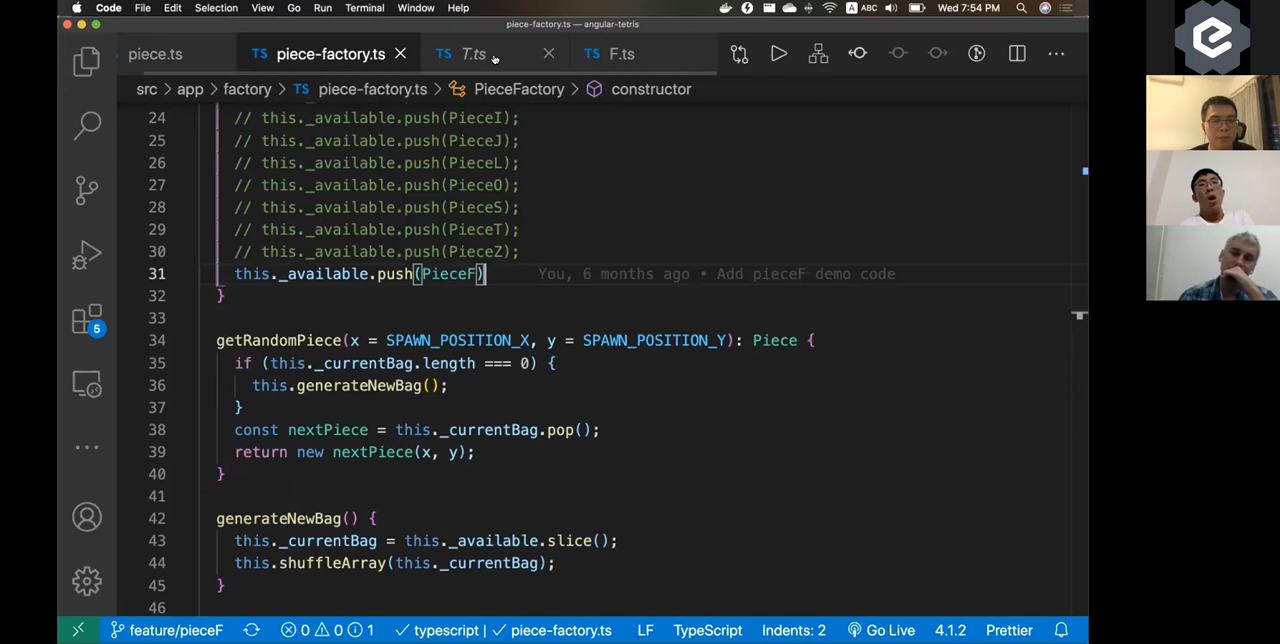 Code File Edit Selection View Go Run Terminal Window Help A ABC Wed 7:54 PM
piece-factory.ts — angular-tetris
piece.ts TS piece-factory.ts TS T.ts TS F.ts
src > app > factory > TS piece-factory.ts > PieceFactory > constructor
24 // this._available.push(PieceI);
25 // this._available.push(PieceJ);
26 // this._available.push(PieceL);
27 // this._available.push(PieceO);
28 // this._available.push(PieceS);
29 // this._available.push(PieceT);
30 // this._available.push(PieceZ);
31 this._available.push(PieceF) You, 6 months ago • Add pieceF demo code
32 }
33
34 getRandomPiece(x = SPAWN_POSITION_X, y = SPAWN_POSITION_Y): Piece {
35 if (this._currentBag.length === 0) {
36 this.generateNewBag();
37 }
38 const nextPiece = this._currentBag.pop();
39 return new nextPiece(x, y);
40 }
41
42 generateNewBag() {
43 this._currentBag = this._available.slice();
44 this.shuffleArray(this._currentBag);
45 }
46
5
feature/pieceF 0 0 1 typescript | piece-factory.ts LF TypeScript Indents: 2 Go Live 4.1.2 Prettier